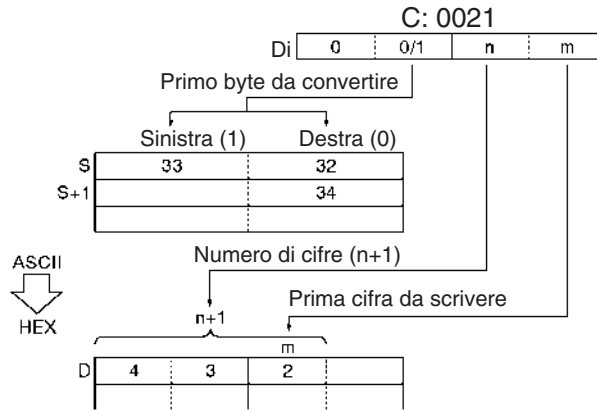 C: 0021
Di 0 0/1 n m
Primo byte da convertire
Sinistra (1) Destra (0)
S 33 32
S+1 34
Numero di cifre (n+1)
ASCII
HEX
Prima cifra da scrivere
n+1
m
D 4 3 2